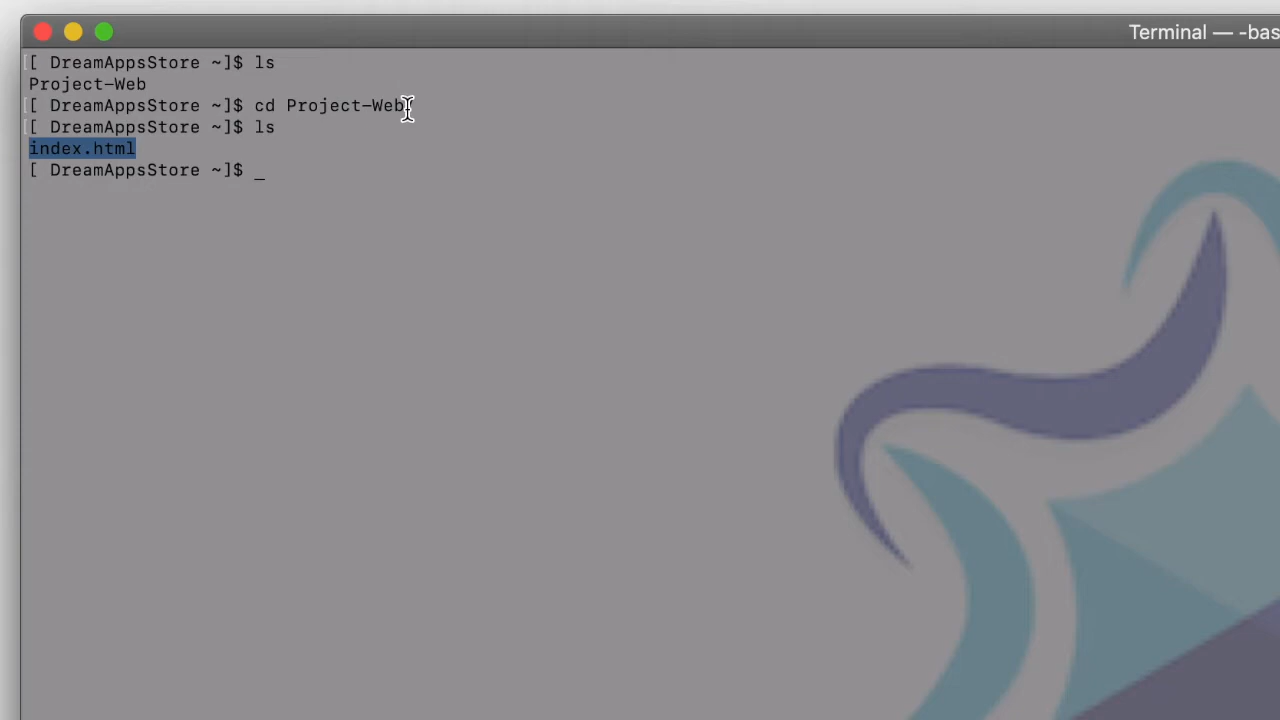 Terminal — -bas
[[ DreamAppsStore ~]$ ls
Project-Web
[[ DreamAppsStore ~]$ cd Project-Web
[[ DreamAppsStore ~]$ ls
index.html
[ DreamAppsStore ~]$ _